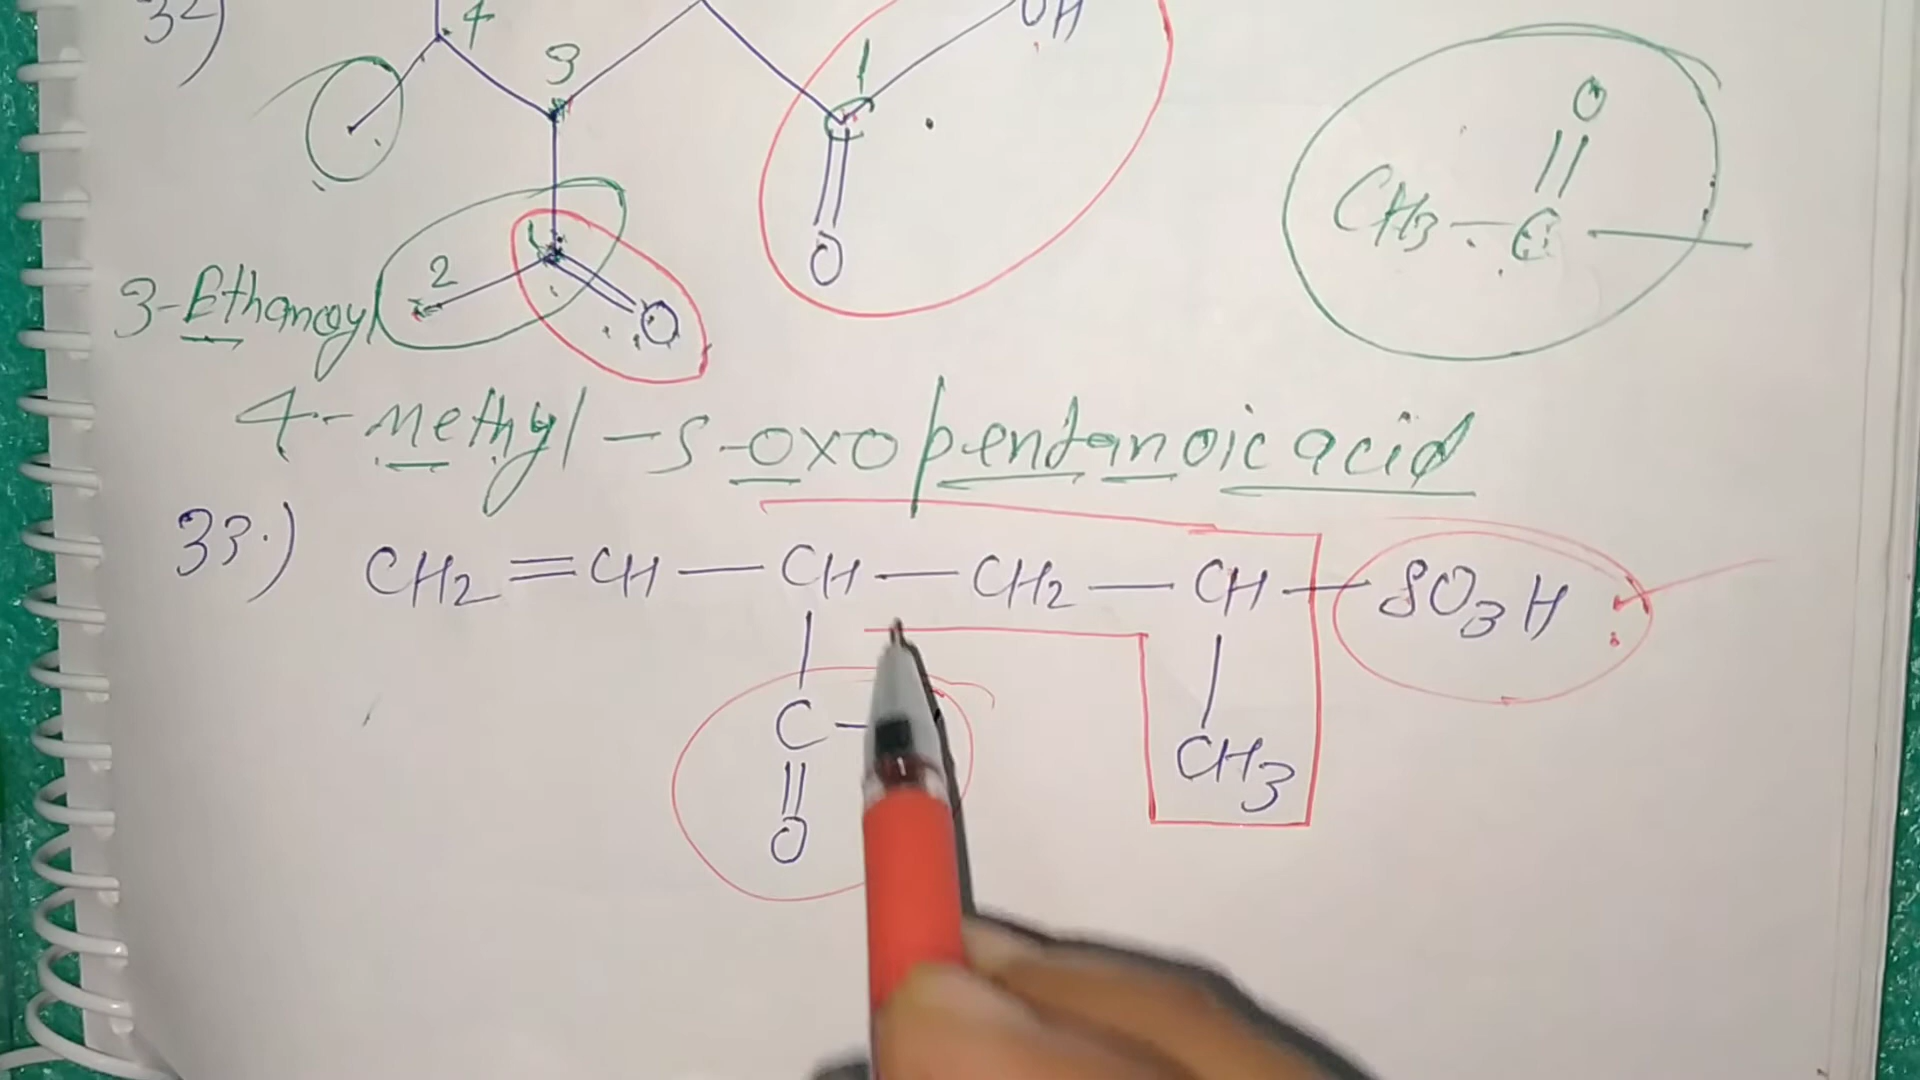 32)
4
3
1
OH
O
CH3-C
O
1
2
O
3-Ethanoyl
4-methyl-5-oxopentanoic acid
33.) CH2=CH-CH-CH2-CH-SO3H
C-
CH3
O